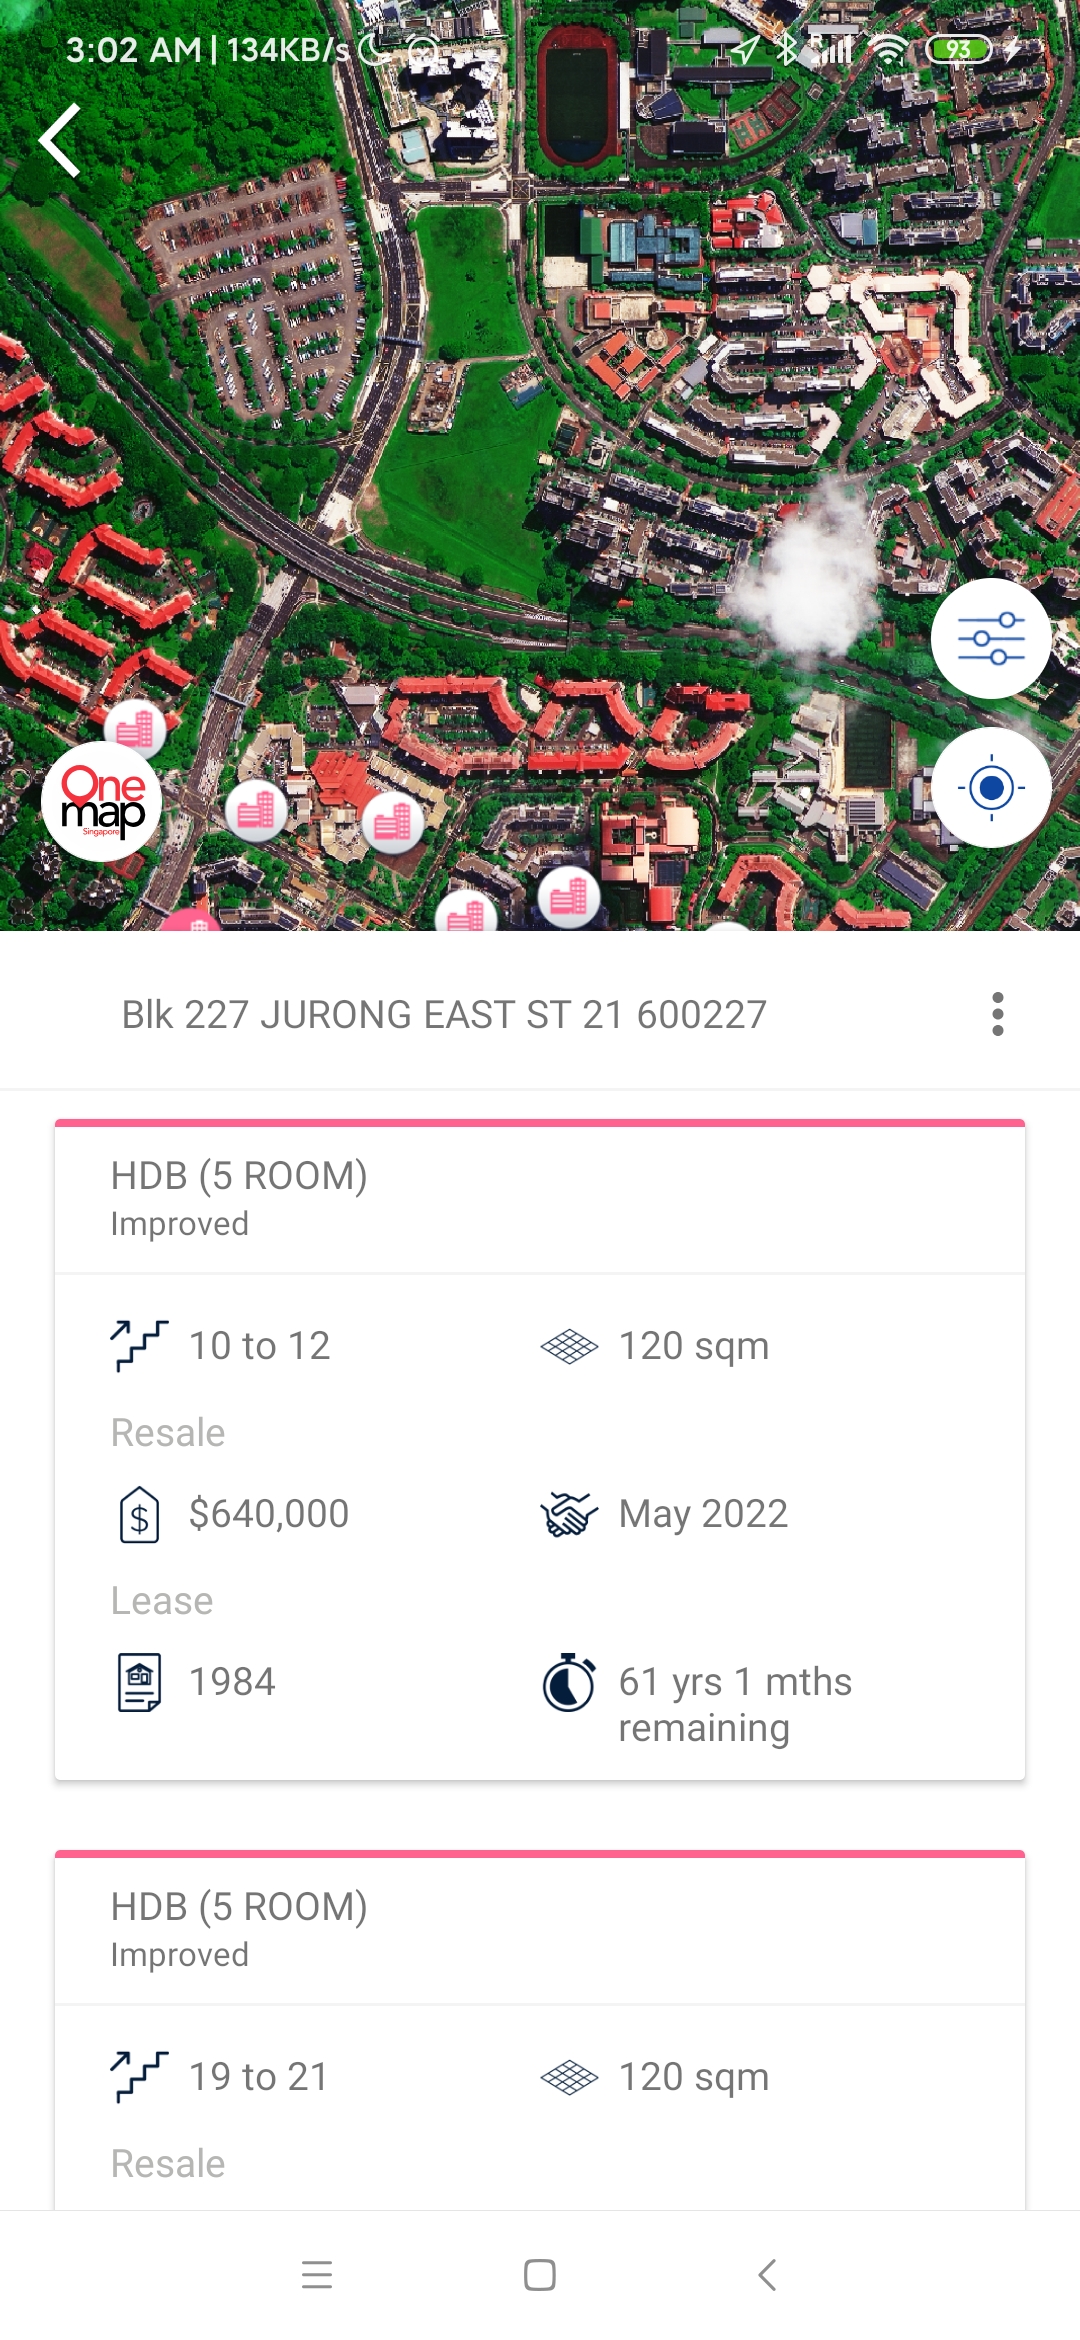 3:02 AM | 134KB/s
R
93
One
map
Singapore
Blk 227 JURONG EAST ST 21 600227
HDB (5 ROOM)
Improved
10 to 12
120 sqm
Resale
$ $640,000
May 2022
Lease
1984
61 yrs 1 mths
remaining
HDB (5 ROOM)
Improved
19 to 21
120 sqm
Resale